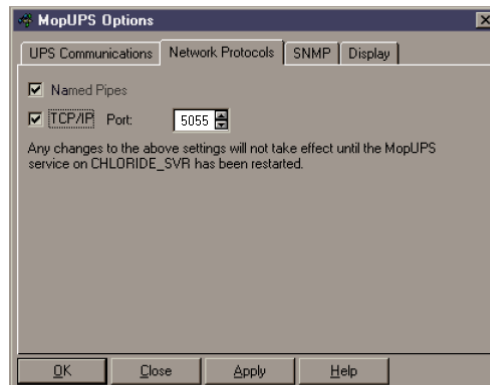 MopUPS Options
UPS Communications Network Protocols SNMP Display
Named Pipes
TCP/IP Port: 5055
Any changes to the above settings will not take effect until the MopUPS
service on CHLORIDE_SVR has been restarted.
OK Close Apply Help